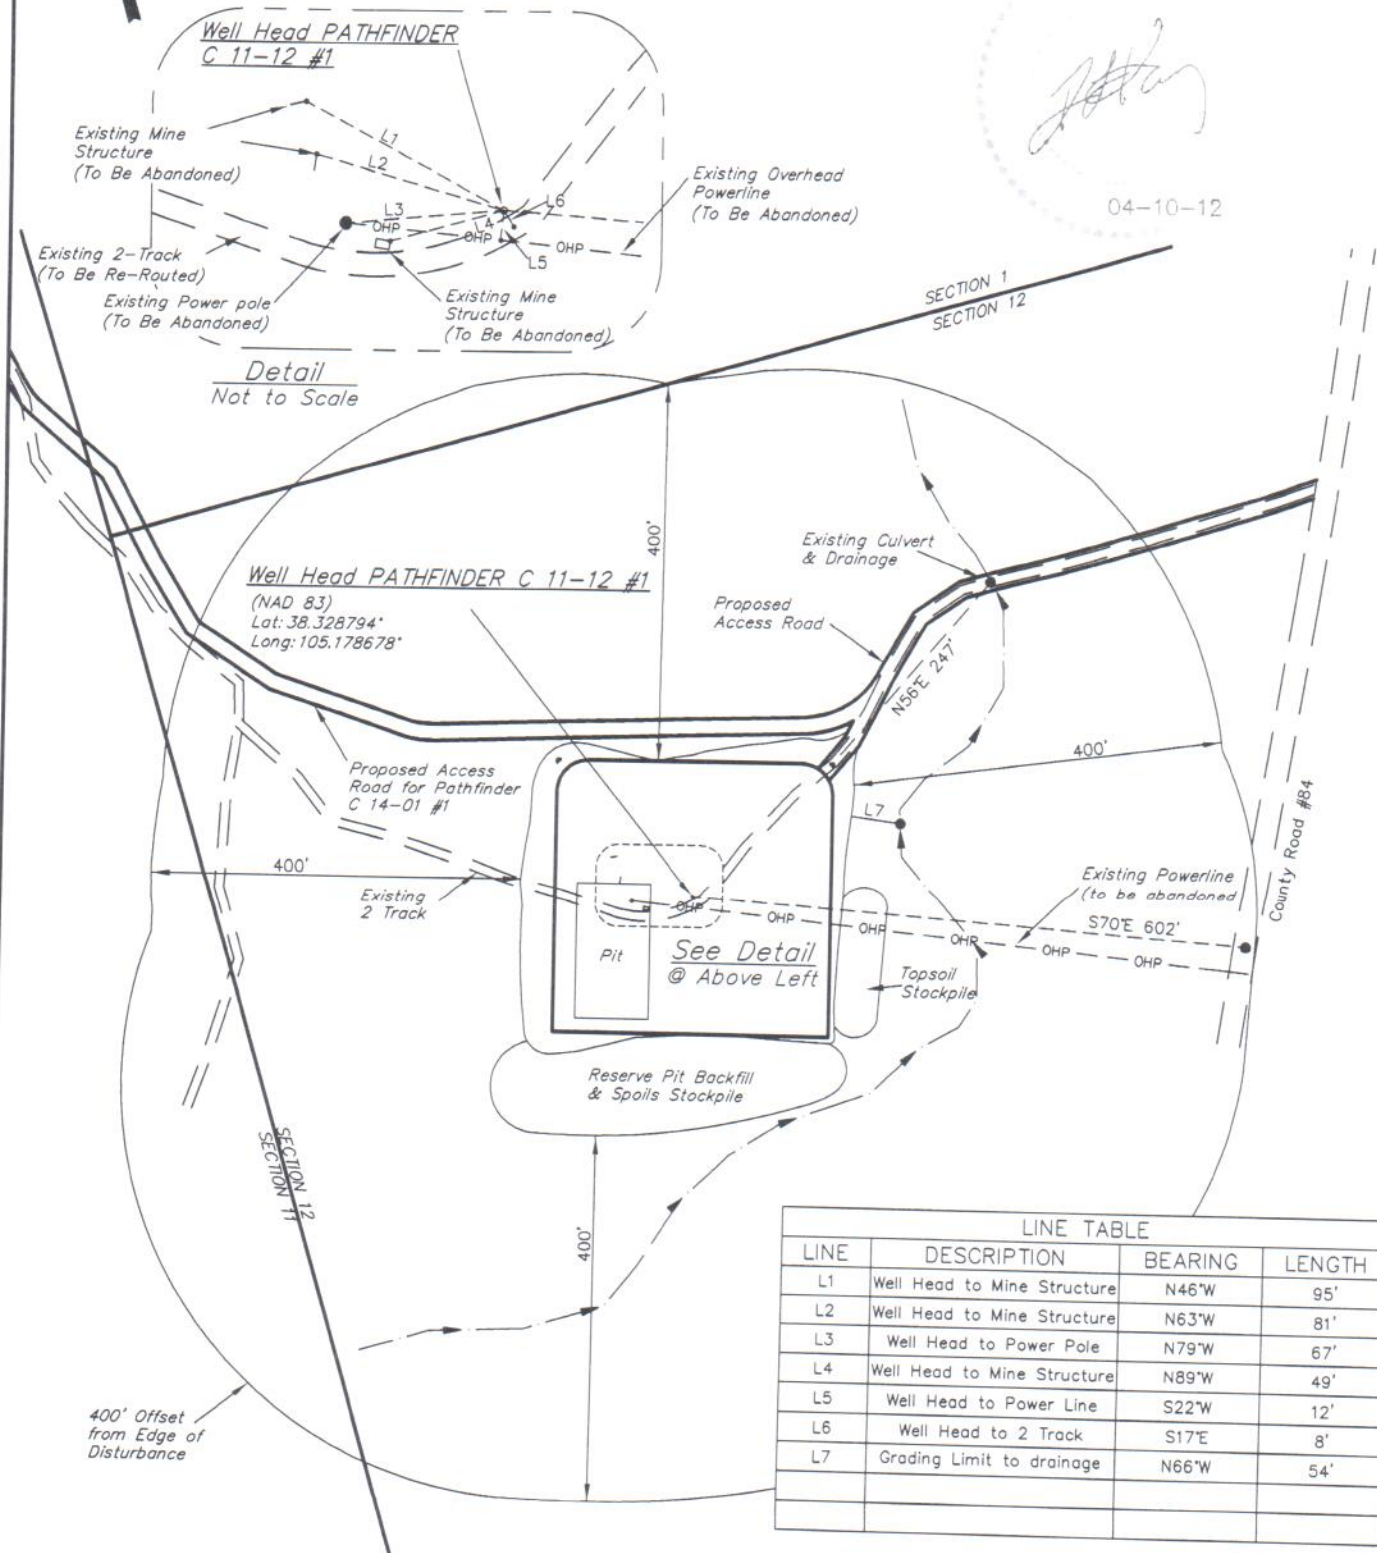 Well Head PATHFINDER
C 11-12 #1
Existing Mine
Structure
(To Be Abandoned)
L1
L2
L3
OHP
L4
OHP
L6
L5
OHP
Existing Overhead
Powerline
(To Be Abandoned)
Existing 2-Track
(To Be Re-Routed)
Existing Power pole
(To Be Abandoned)
Existing Mine
Structure
(To Be Abandoned)
Detail
Not to Scale
04-10-12
SECTION 1
SECTION 12
400'
Well Head PATHFINDER C 11-12 #1
(NAD 83)
Lat: 38.328794°
Long: 105.178678°
Existing Culvert
& Drainage
Proposed
Access Road
N56°E 247'
400'
Proposed Access
Road for Pathfinder
C 14-01 #1
L7
County Road #84
400'
Existing
2 Track
Existing Powerline
(to be abandoned
S70°E 602'
OHP
OHP
OHP
OHP
OHP
OHP
Pit
See Detail
@ Above Left
Topsoil
Stockpile
Reserve Pit Backfill
& Spoils Stockpile
SECTION 12
SECTION 11
400'
400' Offset
from Edge of
Disturbance
LINE TABLE
LINE DESCRIPTION BEARING LENGTH
L1 Well Head to Mine Structure N46°W 95'
L2 Well Head to Mine Structure N63°W 81'
L3 Well Head to Power Pole N79°W 67'
L4 Well Head to Mine Structure N89°W 49'
L5 Well Head to Power Line S22°W 12'
L6 Well Head to 2 Track S17°E 8'
L7 Grading Limit to drainage N66°W 54'